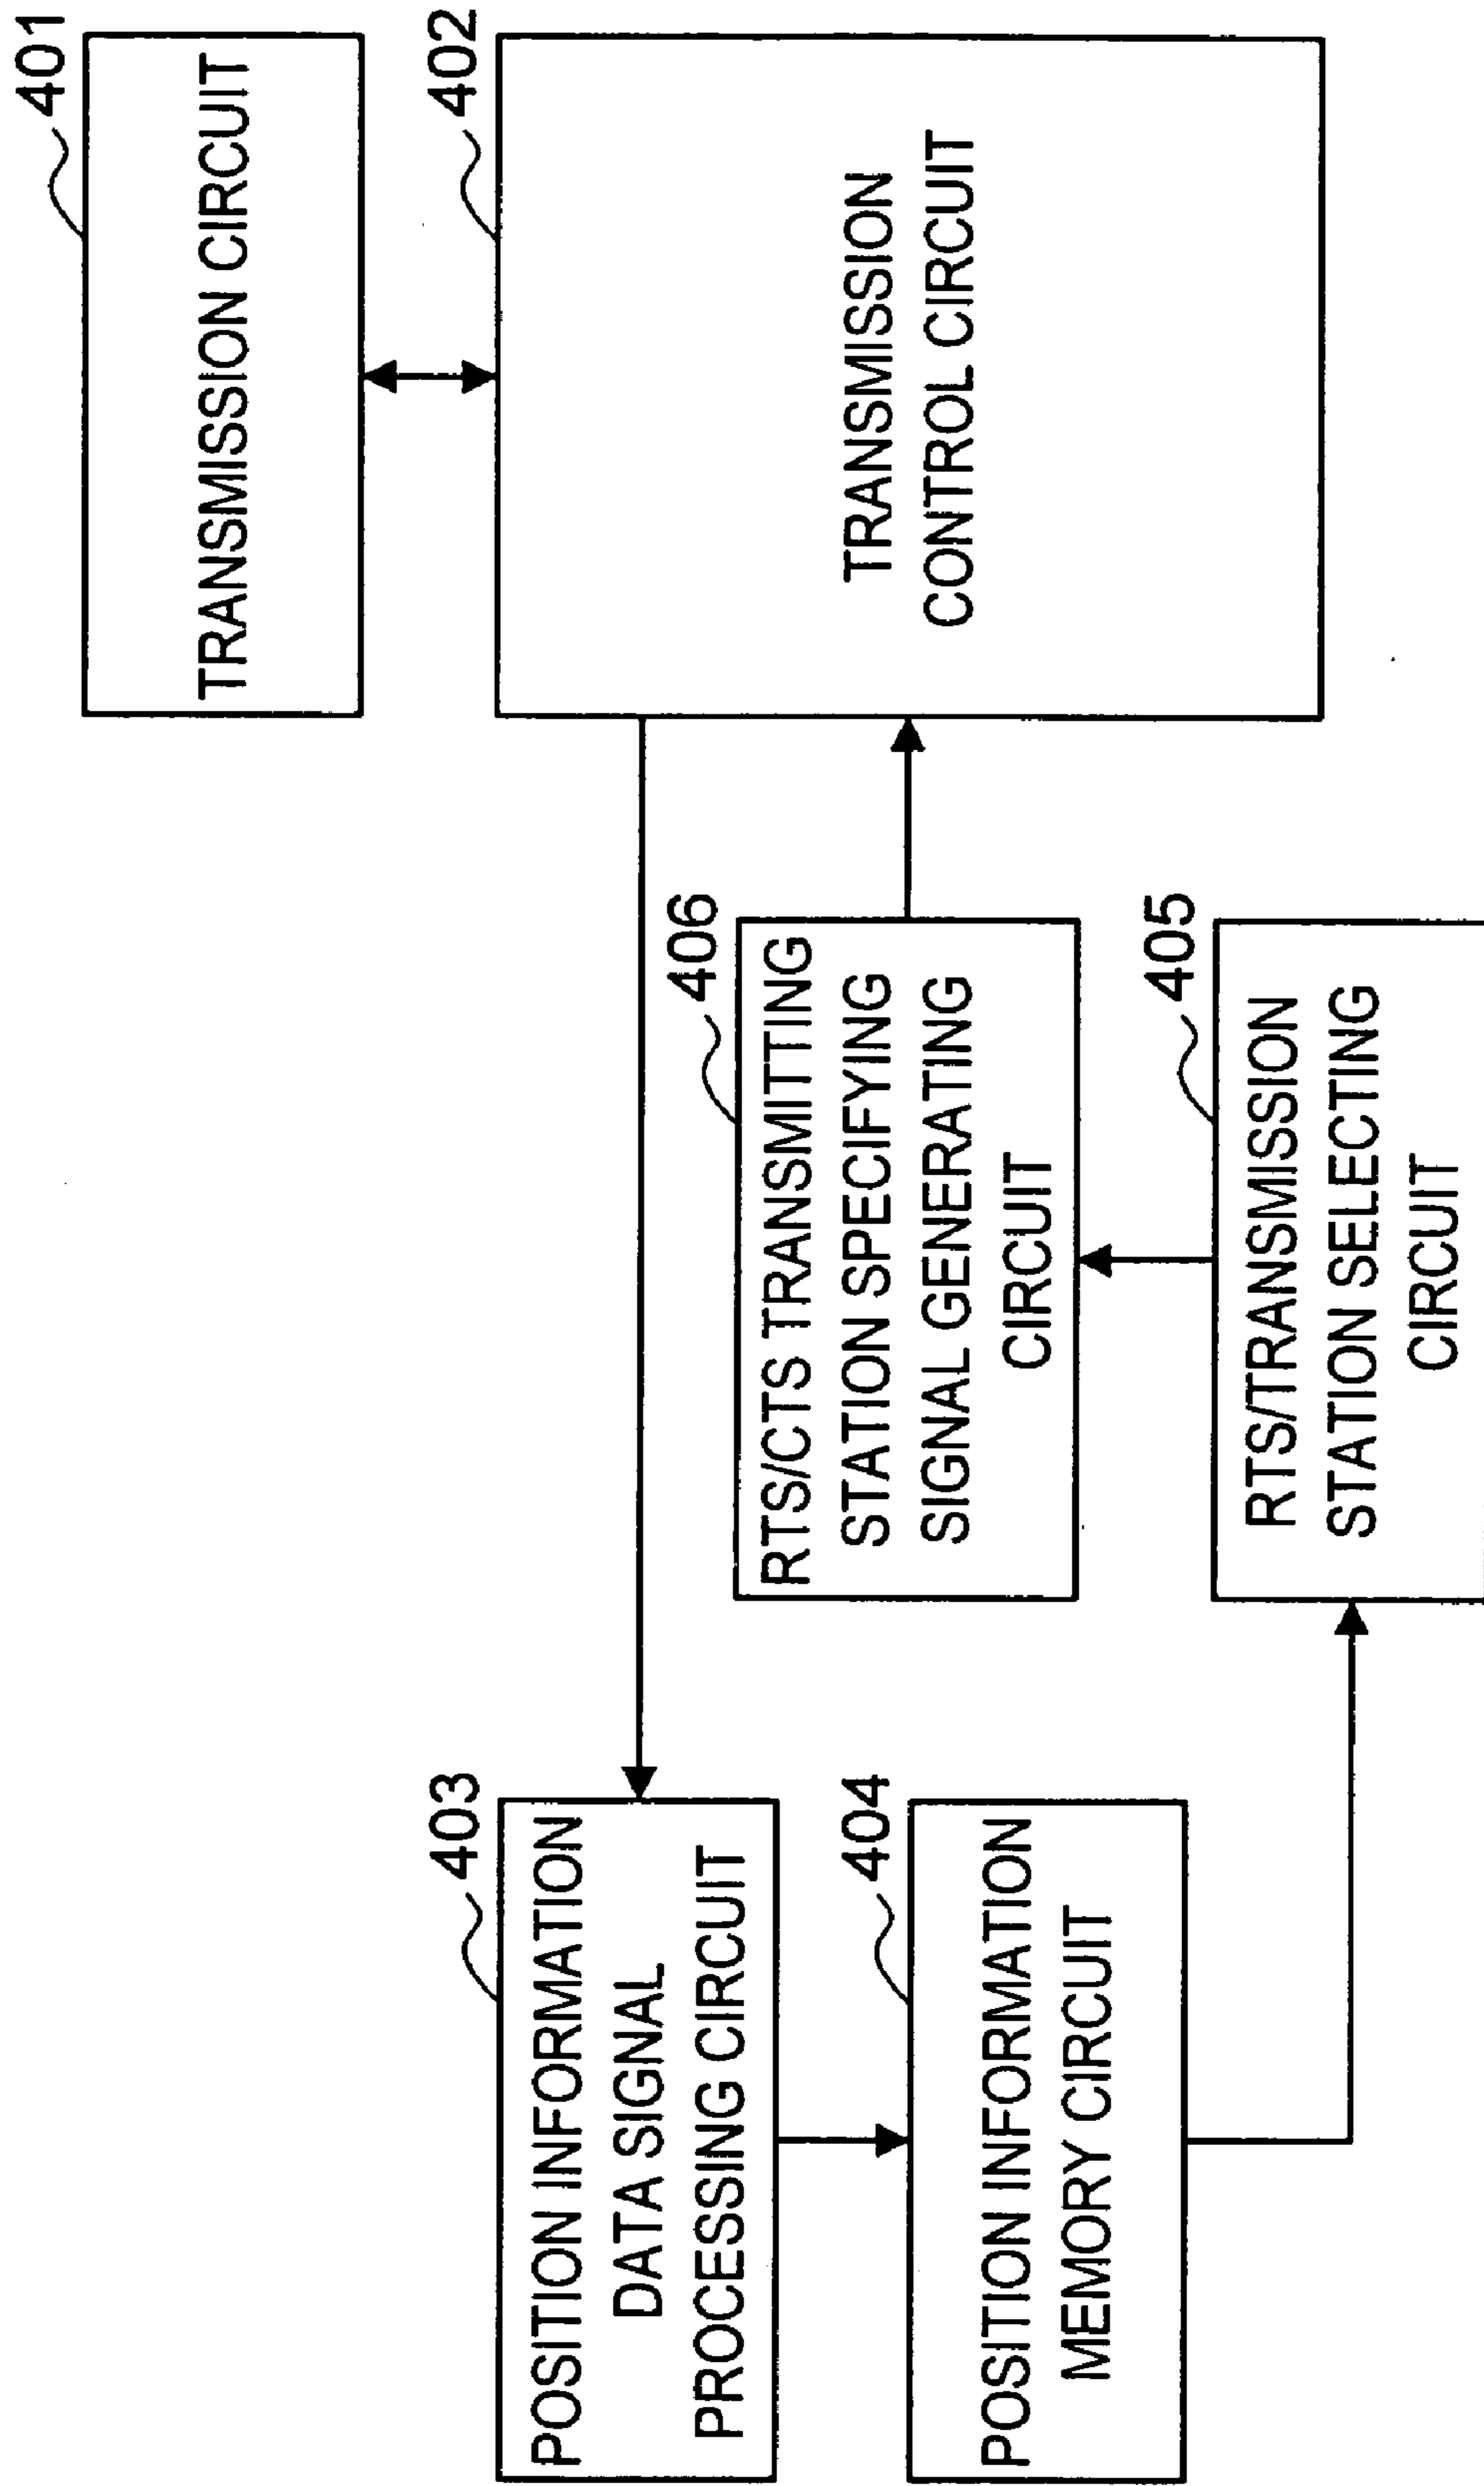 401
TRANSMISSION CIRCUIT
402
TRANSMISSION
CONTROL CIRCUIT
403
POSITION INFORMATION
DATA SIGNAL
PROCESSING CIRCUIT
406
RTS/CTS TRANSMITTING
STATION SPECIFYING
SIGNAL GENERATING
CIRCUIT
404
POSITION INFORMATION
MEMORY CIRCUIT
405
RTS/TRANSMISSION
STATION SELECTING
CIRCUIT